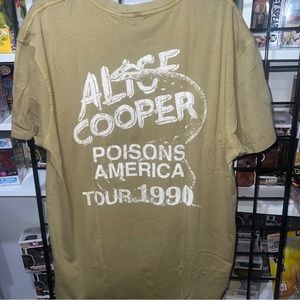 ALICE
COOPER
POISONS
AMERICA
TOUR 1990